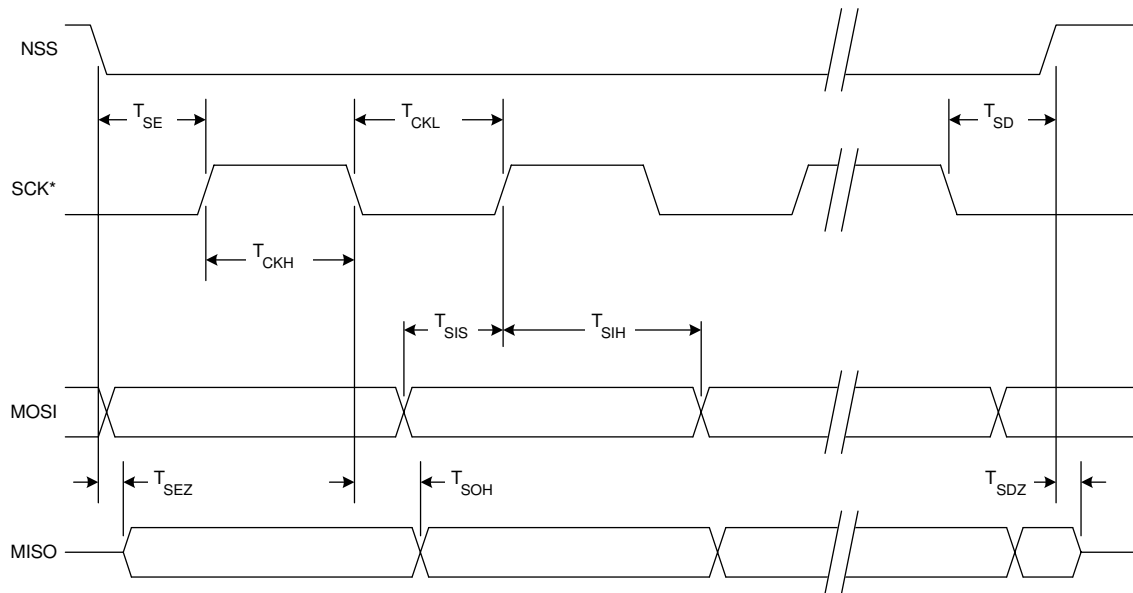 NSS
T_SE
T_CKL
T_SD
SCK*
T_CKH
T_SIS
T_SIH
MOSI
T_SEZ
T_SOH
T_SDZ
MISO